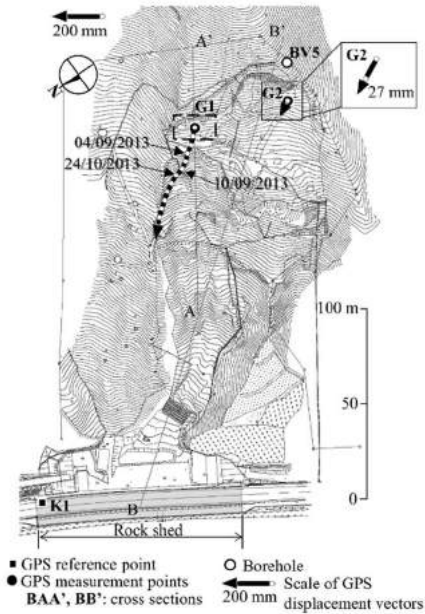 200 mm
A'
B'
BV5
G2
27 mm
G1
G2
N
04/09/2013
24/10/2013
10/09/2013
100 m
A
50
0
K1
B
Rock shed
■ GPS reference point
● GPS measurement points
BAA', BB': cross sections
○ Borehole
Scale of GPS
200 mm displacement vectors